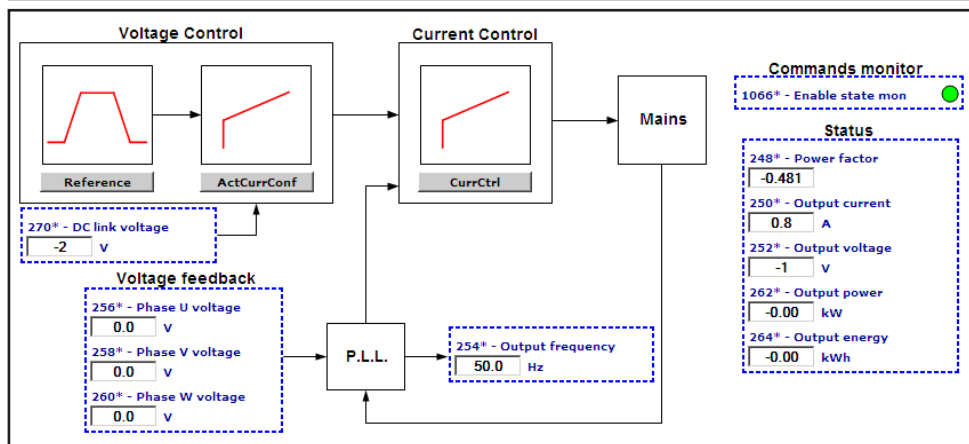 Voltage Control
Reference
ActCurrConf
270* - DC link voltage
-2 V
Current Control
CurrCtrl
Mains
Voltage feedback
256* - Phase U voltage
0.0 V
258* - Phase V voltage
0.0 V
260* - Phase W voltage
0.0 V
P.L.L.
254* - Output frequency
50.0 Hz
Commands monitor
1066* - Enable state mon
Status
248* - Power factor
-0.481
250* - Output current
0.8 A
252* - Output voltage
-1 V
262* - Output power
-0.00 kW
264* - Output energy
-0.00 kWh